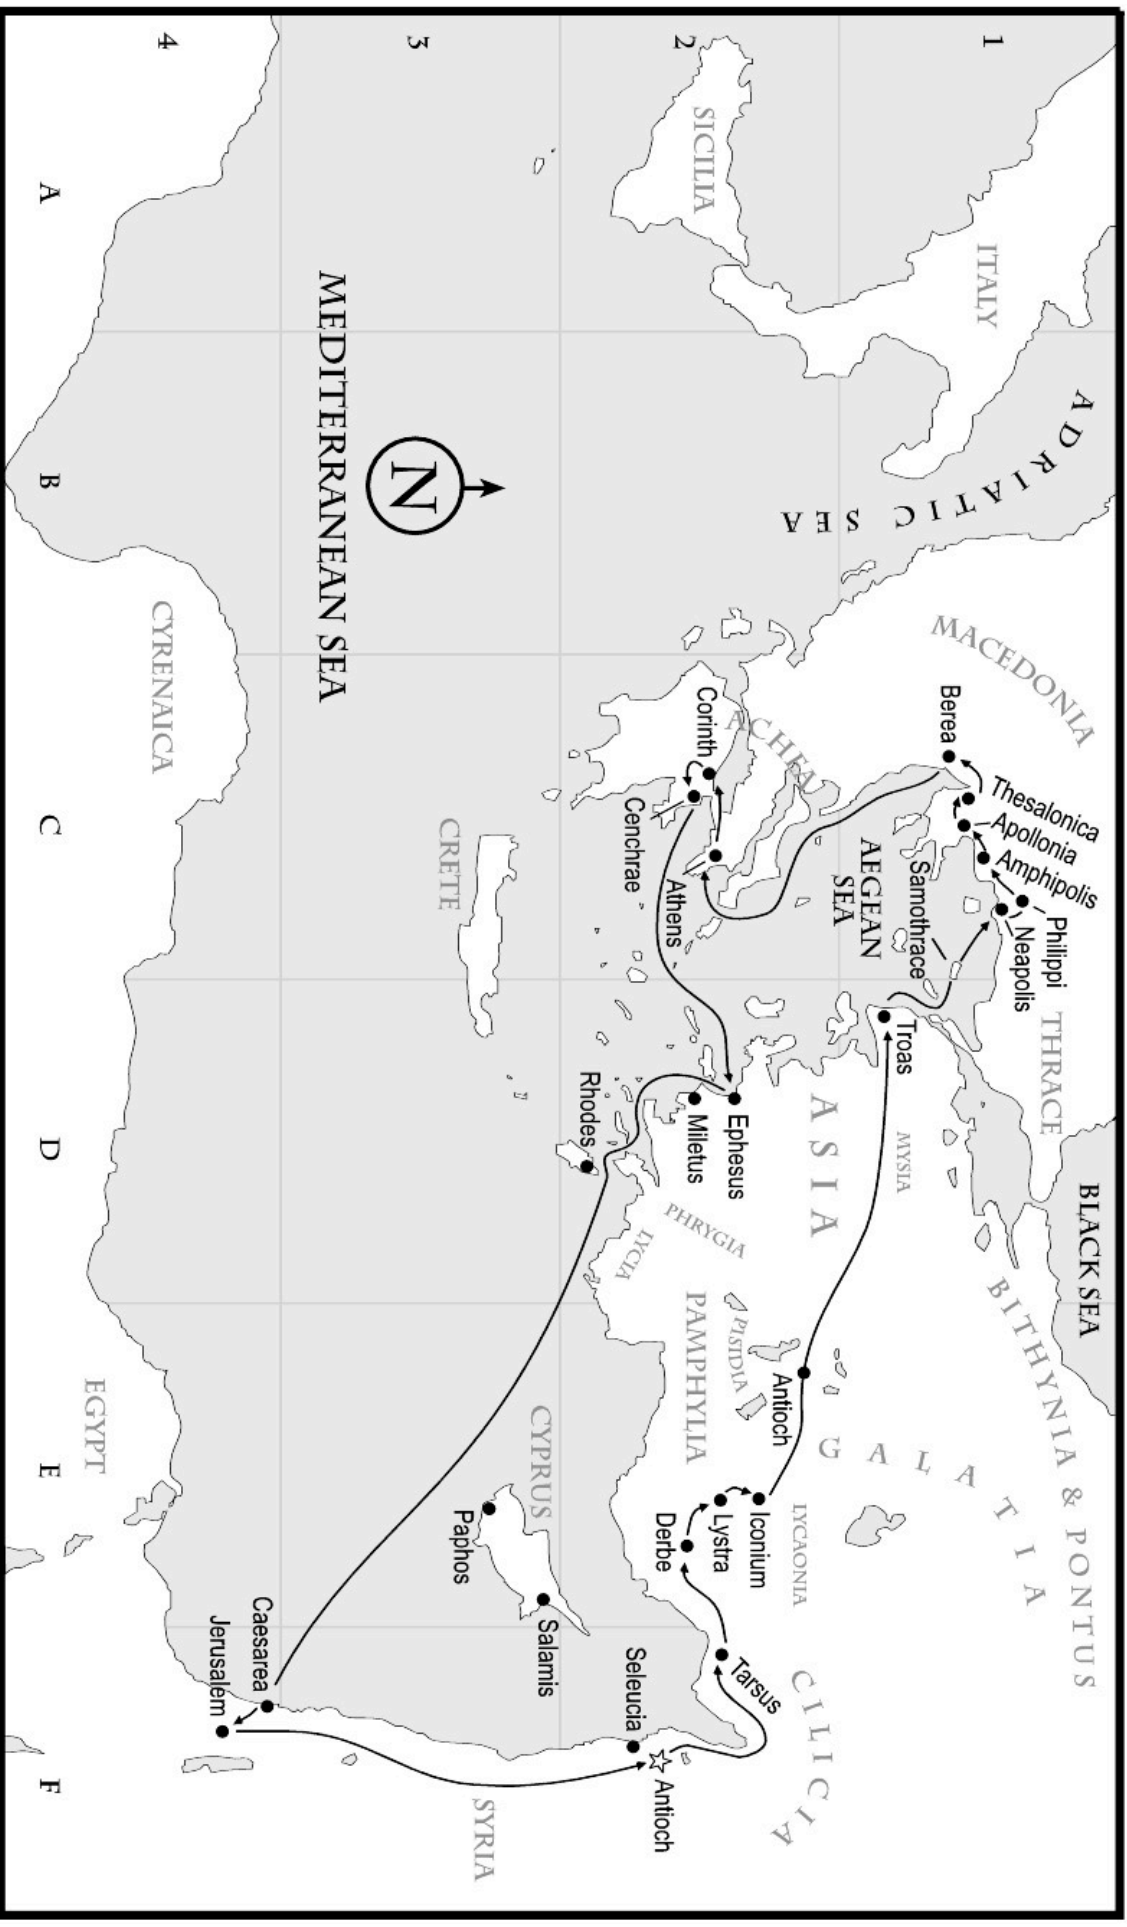 1
2
3
4
A
B
C
D
E
F
ITALY
SICILIA
ADRIATIC SEA
MEDITERRANEAN SEA
N
MACEDONIA
ACHEA
Berea
Thesalonica
Apollonia
Amphipolis
Philippi
Neapolis
Samothrace
AEGEAN
SEA
Corinth
Cenchrae
Athens
CRETE
CYRENAICA
THRACE
BLACK SEA
BITHYNIA & PONTUS
Troas
MYSIA
ASIA
Ephesus
Miletus
Rhodes
PHRYGIA
LYCIA
PISIDIA
PAMPHYLIA
Antioch
GALATIA
LYCAONIA
Iconium
Lystra
Derbe
CYPRUS
Paphos
Salamis
EGYPT
Tarsus
CILICIA
Seleucia
Antioch
SYRIA
Caesarea
Jerusalem